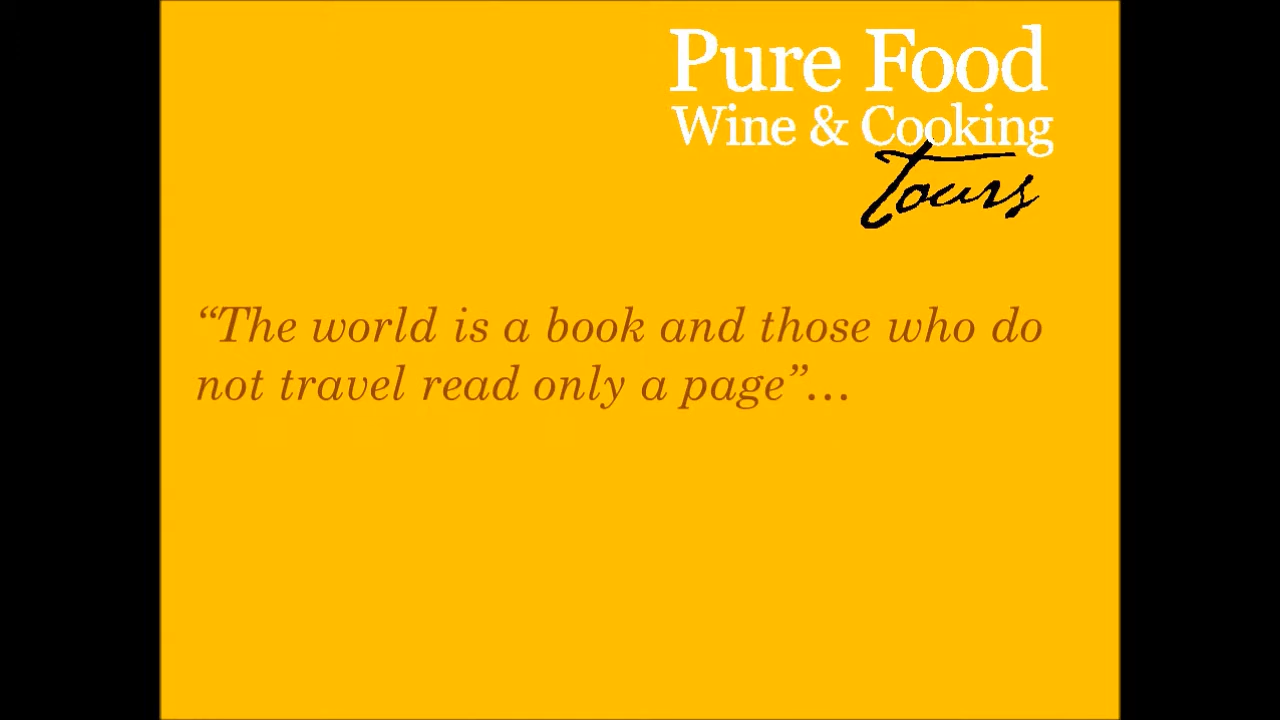 Pure Food
Wine & Cooking
Tours
“The world is a book and those who do
not travel read only a page”...